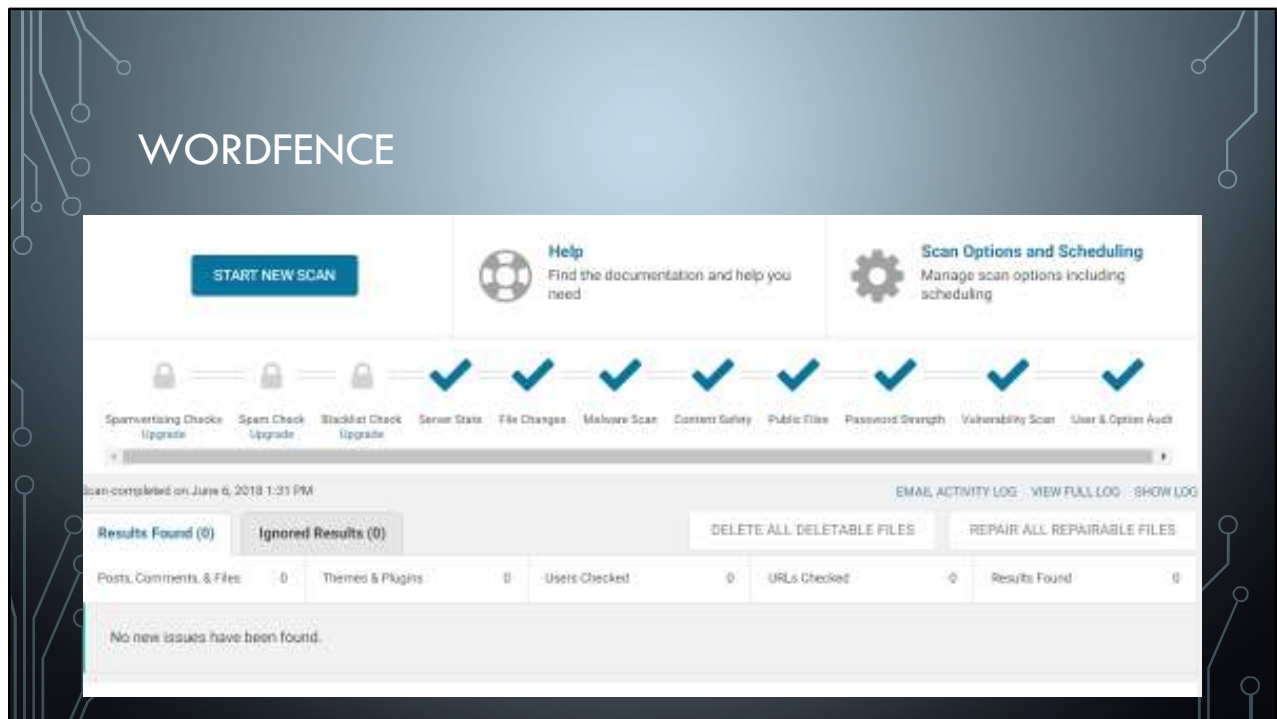 WORDFENCE
START NEW SCAN
Help
Find the documentation and help you
need
Scan Options and Scheduling
Manage scan options including
scheduling
Spamvertising Checks
Upgrade
Spam Check
Upgrade
Blacklist Check
Upgrade
Server State
File Changes
Malware Scan
Content Safety
Public Files
Password Strength
Vulnerability Scan
User & Option Audit
Scan completed on June 6, 2018 1:31 PM
EMAIL ACTIVITY LOG VIEW FULL LOG SHOW LOG
Results Found (0) Ignored Results (0) DELETE ALL DELETABLE FILES REPAIR ALL REPAIRABLE FILES
Posts, Comments, & Files 0 Themes & Plugins 0 Users Checked 0 URLs Checked 0 Results Found 0
No new issues have been found.